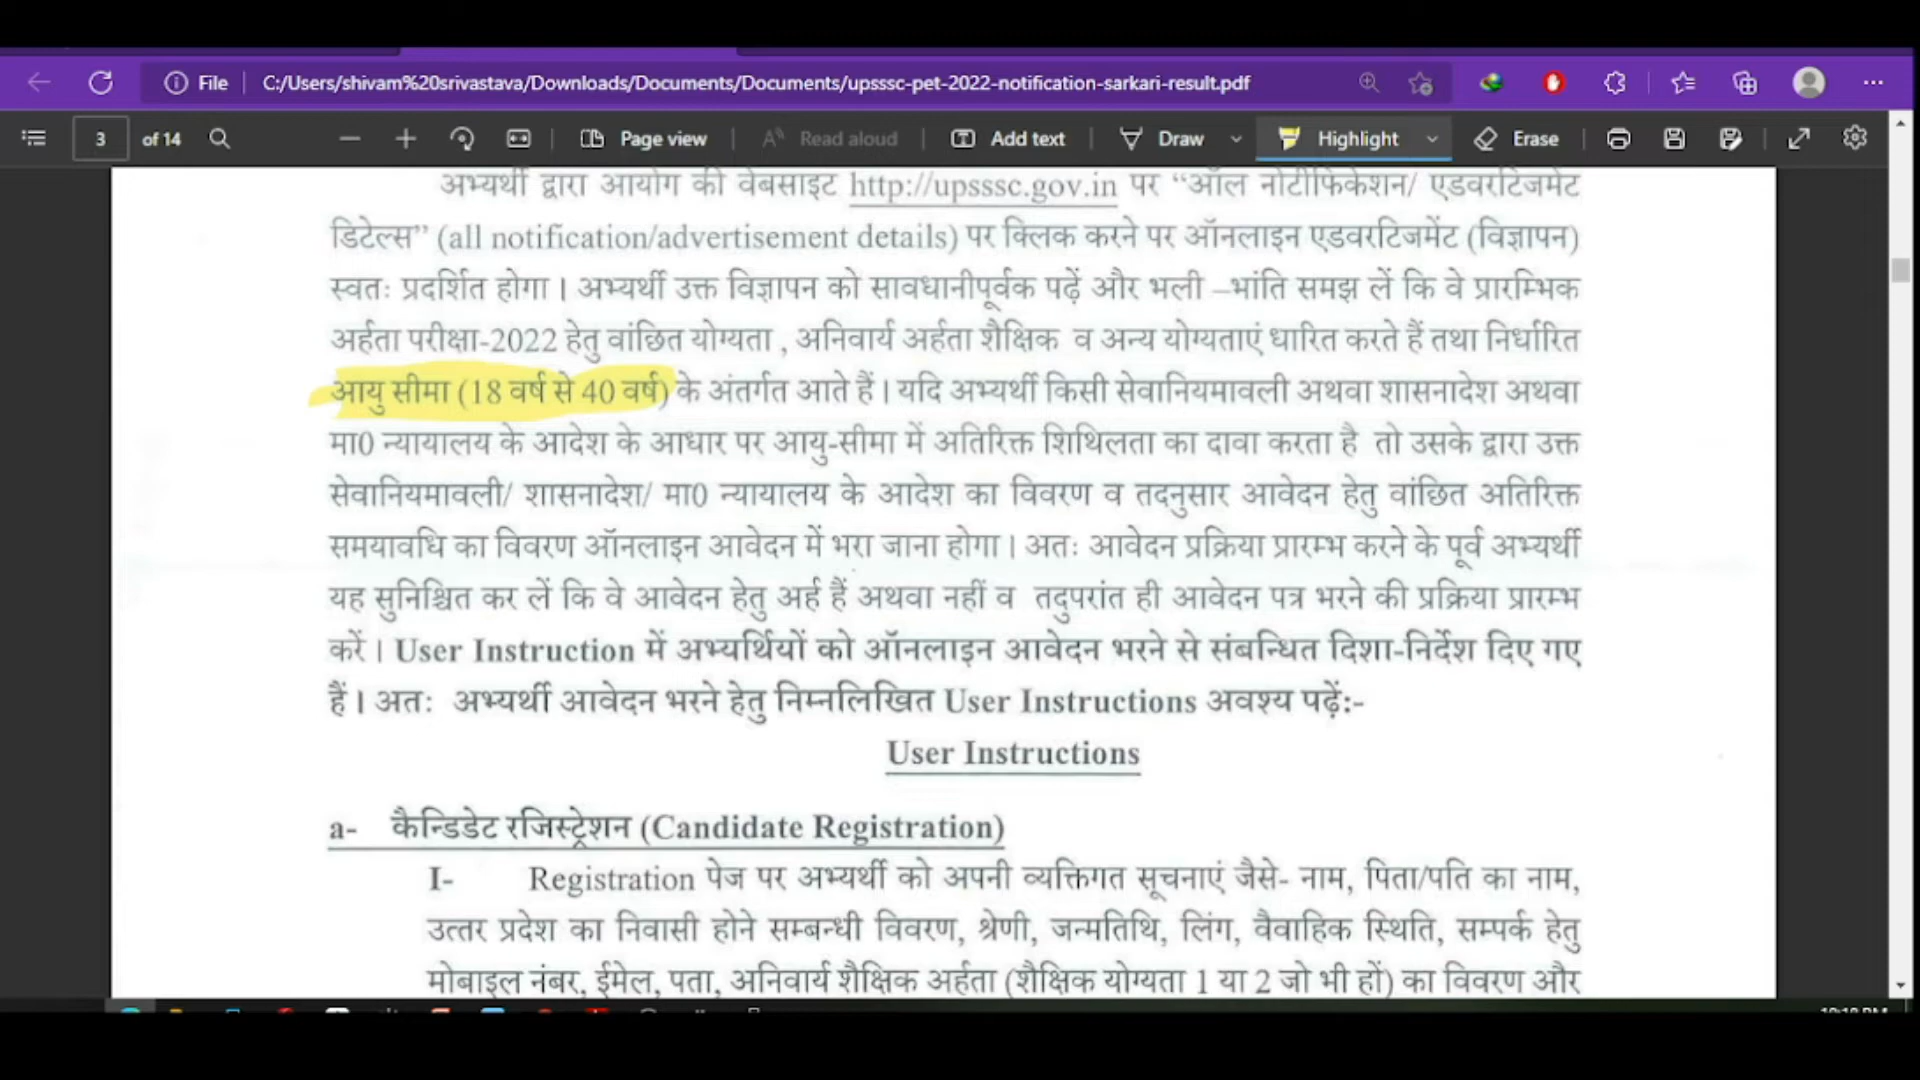 File C:/Users/shivam%20srivastava/Downloads/Documents/Documents/upsssc-pet-2022-notification-sarkari-result.pdf
3 of 14 Page view Read aloud Add text Draw Highlight Erase
अभ्यर्थी द्वारा आयोग की वेबसाइट http://upsssc.gov.in पर “ऑल नोटीफिकेशन/ एडवरटिजमेंट
डिटेल्स” (all notification/advertisement details) पर क्लिक करने पर ऑनलाइन एडवरटिजमेंट (विज्ञापन)
स्वतः प्रदर्शित होगा। अभ्यर्थी उक्त विज्ञापन को सावधानीपूर्वक पढ़ें और भली –भांति समझ लें कि वे प्रारम्भिक
अर्हता परीक्षा-2022 हेतु वांछित योग्यता , अनिवार्य अर्हता शैक्षिक व अन्य योग्यताएं धारित करते हैं तथा निर्धारित
आयु सीमा (18 वर्ष से 40 वर्ष) के अंतर्गत आते हैं। यदि अभ्यर्थी किसी सेवानियमावली अथवा शासनादेश अथवा
मा0 न्यायालय के आदेश के आधार पर आयु-सीमा में अतिरिक्त शिथिलता का दावा करता है तो उसके द्वारा उक्त
सेवानियमावली/ शासनादेश/ मा0 न्यायालय के आदेश का विवरण व तदनुसार आवेदन हेतु वांछित अतिरिक्त
समयावधि का विवरण ऑनलाइन आवेदन में भरा जाना होगा। अतः आवेदन प्रक्रिया प्रारम्भ करने के पूर्व अभ्यर्थी
यह सुनिश्चित कर लें कि वे आवेदन हेतु अर्ह हैं अथवा नहीं व तदुपरांत ही आवेदन पत्र भरने की प्रक्रिया प्रारम्भ
करें। User Instruction में अभ्यर्थियों को ऑनलाइन आवेदन भरने से संबन्धित दिशा-निर्देश दिए गए
हैं। अतः अभ्यर्थी आवेदन भरने हेतु निम्नलिखित User Instructions अवश्य पढ़ें:-
User Instructions
a- कैन्डिडेट रजिस्ट्रेशन (Candidate Registration)
I- Registration पेज पर अभ्यर्थी को अपनी व्यक्तिगत सूचनाएं जैसे- नाम, पिता/पति का नाम,
उत्तर प्रदेश का निवासी होने सम्बन्धी विवरण, श्रेणी, जन्मतिथि, लिंग, वैवाहिक स्थिति, सम्पर्क हेतु
मोबाइल नंबर, ईमेल, पता, अनिवार्य शैक्षिक अर्हता (शैक्षिक योग्यता 1 या 2 जो भी हों) का विवरण और